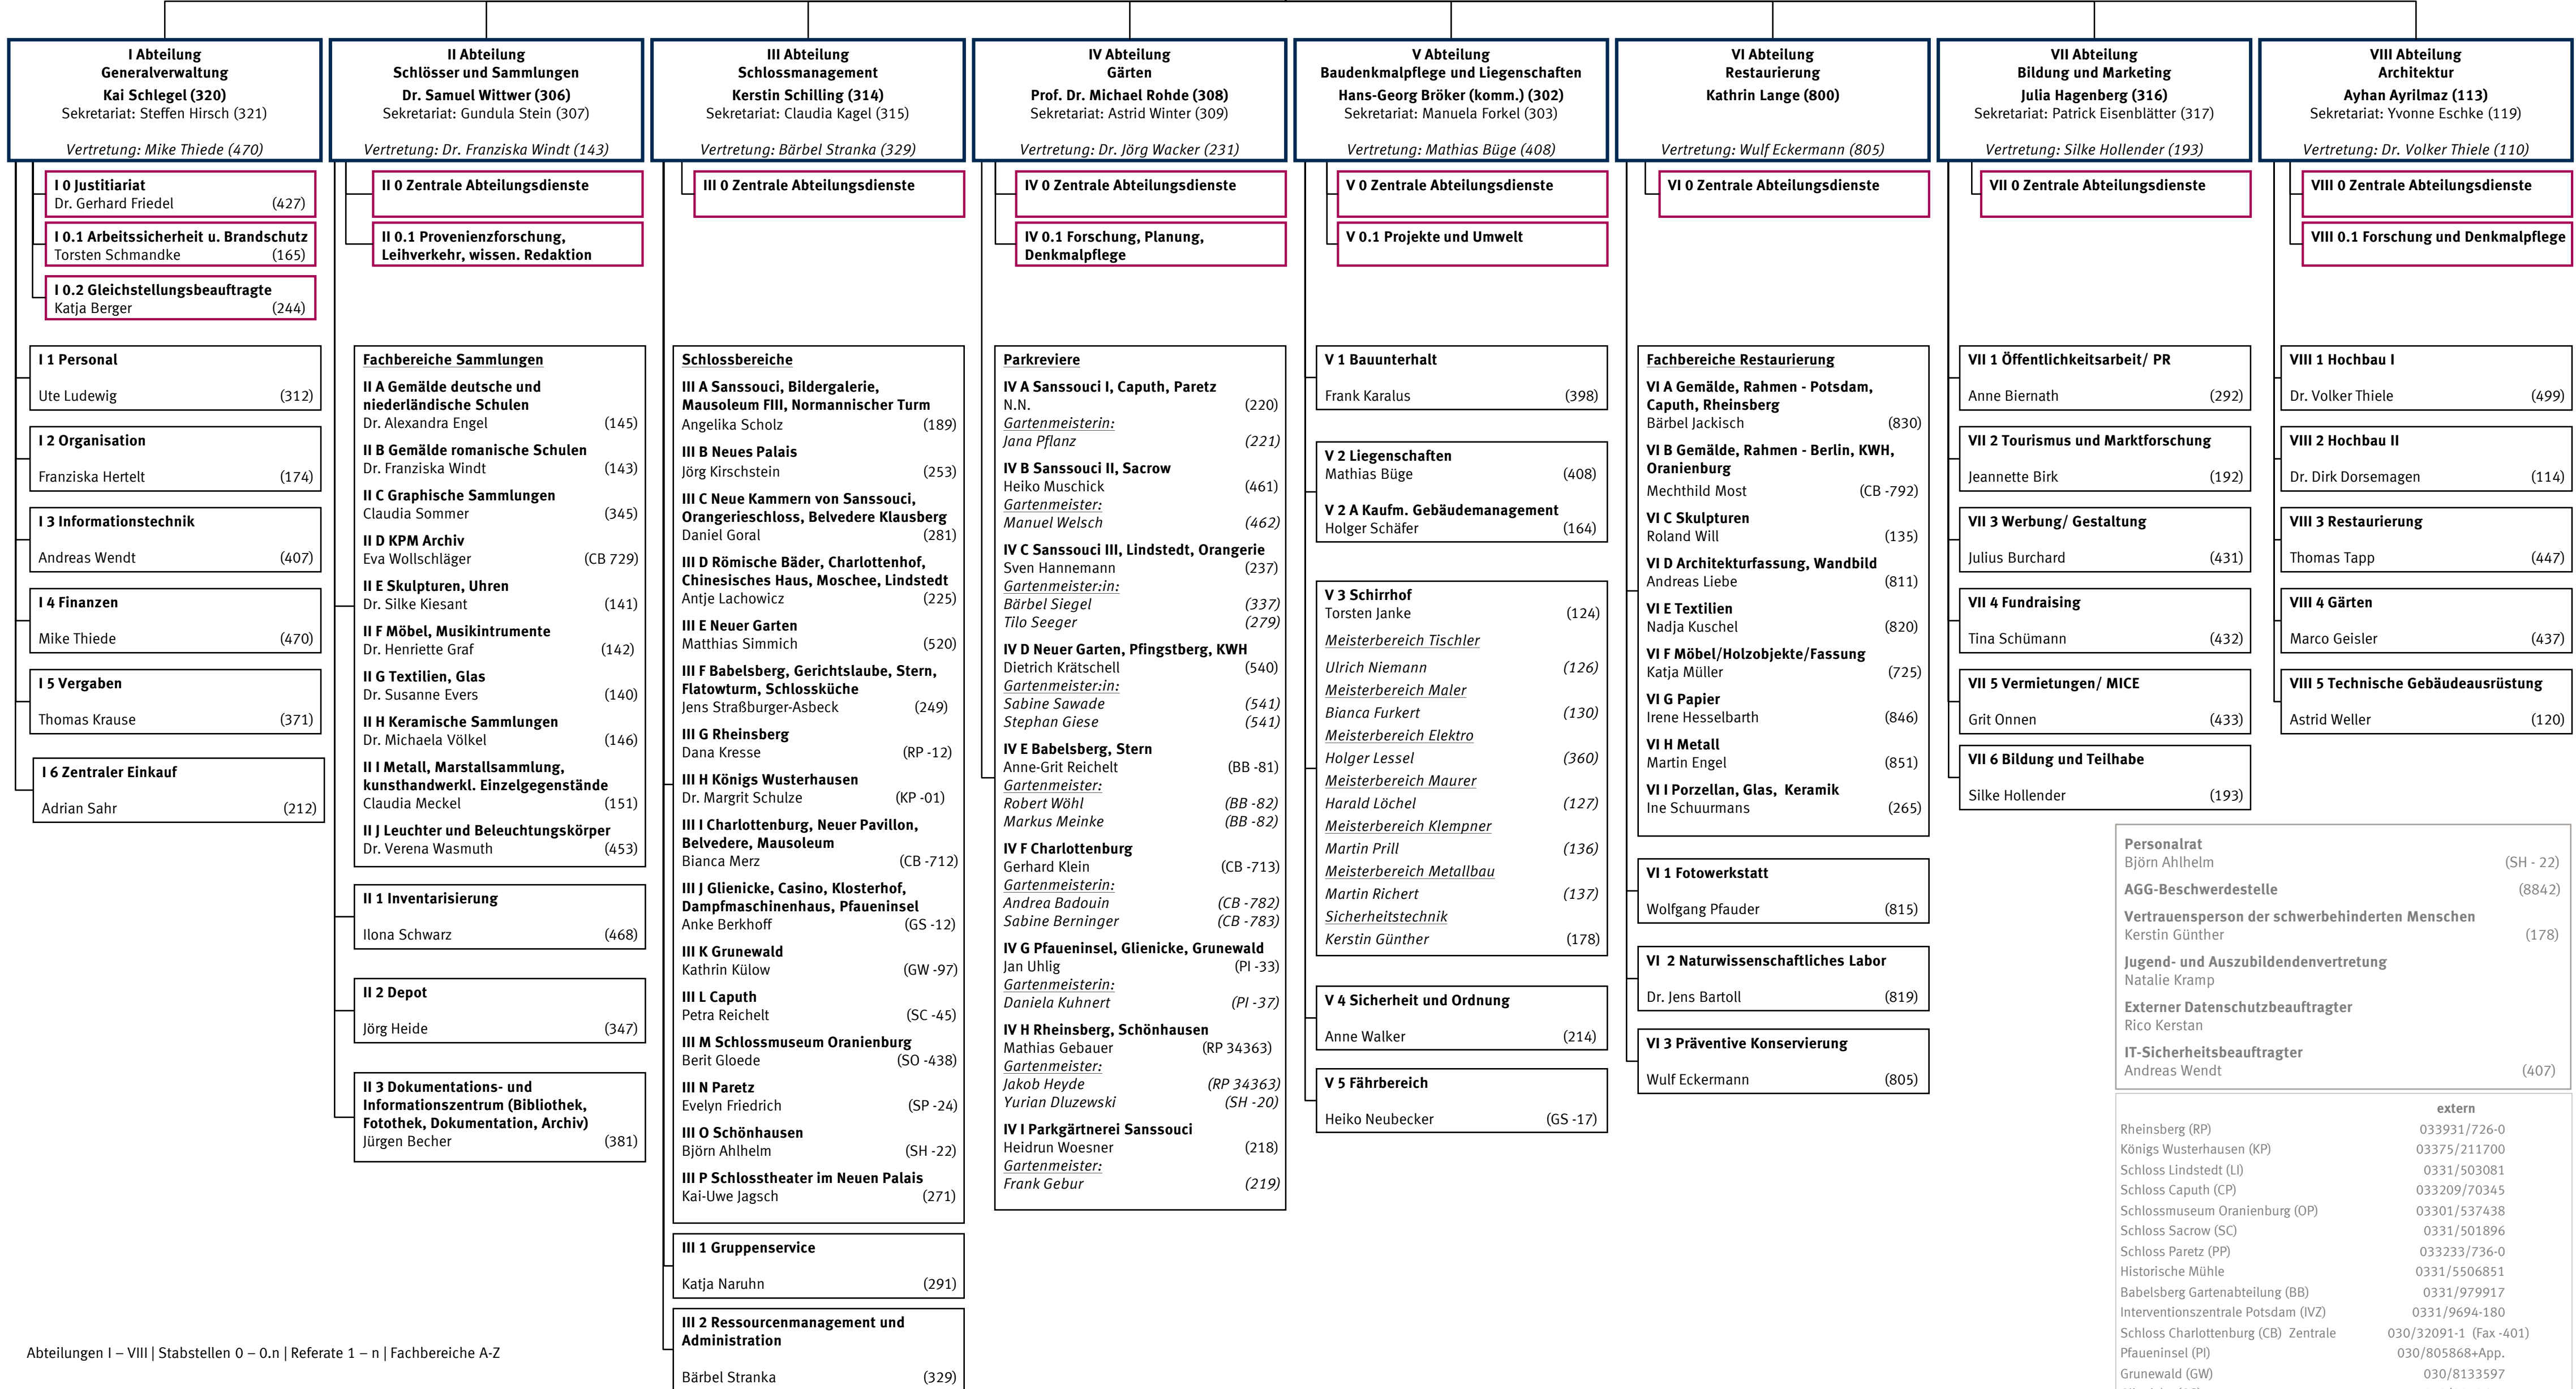 I Abteilung
Generalverwaltung
Kai Schlegel (320)
Sekretariat: Steffen Hirsch (321)
Vertretung: Mike Thiede (470)
I 0 Justitiariat
Dr. Gerhard Friedel (427)
I 0.1 Arbeitssicherheit u. Brandschutz
Torsten Schmandke (165)
I 0.2 Gleichstellungsbeauftragte
Katja Berger (244)
I 1 Personal
Ute Ludewig (312)
I 2 Organisation
Franziska Hertelt (174)
I 3 Informationstechnik
Andreas Wendt (407)
I 4 Finanzen
Mike Thiede (470)
I 5 Vergaben
Thomas Krause (371)
I 6 Zentraler Einkauf
Adrian Sahr (212)
II Abteilung
Schlösser und Sammlungen
Dr. Samuel Wittwer (306)
Sekretariat: Gundula Stein (307)
Vertretung: Dr. Franziska Windt (143)
II 0 Zentrale Abteilungsdienste
II 0.1 Provenienzforschung,
Leihverkehr, wissen. Redaktion
Fachbereiche Sammlungen
II A Gemälde deutsche und
niederländische Schulen
Dr. Alexandra Engel (145)
II B Gemälde romanische Schulen
Dr. Franziska Windt (143)
II C Graphische Sammlungen
Claudia Sommer (345)
II D KPM Archiv
Eva Wollschläger (CB 729)
II E Skulpturen, Uhren
Dr. Silke Kiesant (141)
II F Möbel, Musikintrumente
Dr. Henriette Graf (142)
II G Textilien, Glas
Dr. Susanne Evers (140)
II H Keramische Sammlungen
Dr. Michaela Völkel (146)
II I Metall, Marstallsammlung,
kunsthandwerkl. Einzelgegenstände
Claudia Meckel (151)
II J Leuchter und Beleuchtungskörper
Dr. Verena Wasmuth (453)
II 1 Inventarisierung
Ilona Schwarz (468)
II 2 Depot
Jörg Heide (347)
II 3 Dokumentations- und
Informationszentrum (Bibliothek,
Fotothek, Dokumentation, Archiv)
Jürgen Becher (381)
III Abteilung
Schlossmanagement
Kerstin Schilling (314)
Sekretariat: Claudia Kagel (315)
Vertretung: Bärbel Stranka (329)
III 0 Zentrale Abteilungsdienste
Schlossbereiche
III A Sanssouci, Bildergalerie,
Mausoleum FIII, Normannischer Turm
Angelika Scholz (189)
III B Neues Palais
Jörg Kirschstein (253)
III C Neue Kammern von Sanssouci,
Orangerieschloss, Belvedere Klausberg
Daniel Goral (281)
III D Römische Bäder, Charlottenhof,
Chinesisches Haus, Moschee, Lindstedt
Antje Lachowicz (225)
III E Neuer Garten
Matthias Simmich (520)
III F Babelsberg, Gerichtslaube, Stern,
Flatowturm, Schlossküche
Jens Straßburger-Asbeck (249)
III G Rheinsberg
Dana Kresse (RP -12)
III H Königs Wusterhausen
Dr. Margrit Schulze (KP -01)
III I Charlottenburg, Neuer Pavillon,
Belvedere, Mausoleum
Bianca Merz (CB -712)
III J Glienicke, Casino, Klosterhof,
Dampfmaschinenhaus, Pfaueninsel
Anke Berkhoff (GS -12)
III K Grunewald
Kathrin Külow (GW -97)
III L Caputh
Petra Reichelt (SC -45)
III M Schlossmuseum Oranienburg
Berit Gloede (SO -438)
III N Paretz
Evelyn Friedrich (SP -24)
III O Schönhausen
Björn Ahlhelm (SH -22)
III P Schlosstheater im Neuen Palais
Kai-Uwe Jagsch (271)
III 1 Gruppenservice
Katja Naruhn (291)
III 2 Ressourcenmanagement und
Administration
Bärbel Stranka (329)
IV Abteilung
Gärten
Prof. Dr. Michael Rohde (308)
Sekretariat: Astrid Winter (309)
Vertretung: Dr. Jörg Wacker (231)
IV 0 Zentrale Abteilungsdienste
IV 0.1 Forschung, Planung,
Denkmalpflege
Parkreviere
IV A Sanssouci I, Caputh, Paretz
N.N. (220)
Gartenmeisterin:
Jana Pflanz (221)
IV B Sanssouci II, Sacrow
Heiko Muschick (461)
Gartenmeister:
Manuel Welsch (462)
IV C Sanssouci III, Lindstedt, Orangerie
Sven Hannemann (237)
Gartenmeister:in:
Bärbel Siegel (337)
Tilo Seeger (279)
IV D Neuer Garten, Pfingstberg, KWH
Dietrich Krätschell (540)
Gartenmeister:in:
Sabine Sawade (541)
Stephan Giese (541)
IV E Babelsberg, Stern
Anne-Grit Reichelt (BB -81)
Gartenmeister:
Robert Wöhl (BB -82)
Markus Meinke (BB -82)
IV F Charlottenburg
Gerhard Klein (CB -713)
Gartenmeisterin:
Andrea Badouin (CB -782)
Sabine Berninger (CB -783)
IV G Pfaueninsel, Glienicke, Grunewald
Jan Uhlig (PI -33)
Gartenmeisterin:
Daniela Kuhnert (PI -37)
IV H Rheinsberg, Schönhausen
Mathias Gebauer (RP 34363)
Gartenmeister:
Jakob Heyde (RP 34363)
Yurian Dluzewski (SH -20)
IV I Parkgärtnerei Sanssouci
Heidrun Woesner (218)
Gartenmeister:
Frank Gebur (219)
V Abteilung
Baudenkmalpflege und Liegenschaften
Hans-Georg Bröker (komm.) (302)
Sekretariat: Manuela Forkel (303)
Vertretung: Mathias Büge (408)
V 0 Zentrale Abteilungsdienste
V 0.1 Projekte und Umwelt
V 1 Bauunterhalt
Frank Karalus (398)
V 2 Liegenschaften
Mathias Büge (408)
V 2 A Kaufm. Gebäudemanagement
Holger Schäfer (164)
V 3 Schirrhof
Torsten Janke (124)
Meisterbereich Tischler
Ulrich Niemann (126)
Meisterbereich Maler
Bianca Furkert (130)
Meisterbereich Elektro
Holger Lessel (360)
Meisterbereich Maurer
Harald Löchel (127)
Meisterbereich Klempner
Martin Prill (136)
Meisterbereich Metallbau
Martin Richert (137)
Sicherheitstechnik
Kerstin Günther (178)
V 4 Sicherheit und Ordnung
Anne Walker (214)
V 5 Fährbereich
Heiko Neubecker (GS -17)
VI Abteilung
Restaurierung
Kathrin Lange (800)
Vertretung: Wulf Eckermann (805)
VI 0 Zentrale Abteilungsdienste
Fachbereiche Restaurierung
VI A Gemälde, Rahmen - Potsdam,
Caputh, Rheinsberg
Bärbel Jackisch (830)
VI B Gemälde, Rahmen - Berlin, KWH,
Oranienburg
Mechthild Most (CB -792)
VI C Skulpturen
Roland Will (135)
VI D Architekturfassung, Wandbild
Andreas Liebe (811)
VI E Textilien
Nadja Kuschel (820)
VI F Möbel/Holzobjekte/Fassung
Katja Müller (725)
VI G Papier
Irene Hesselbarth (846)
VI H Metall
Martin Engel (851)
VI I Porzellan, Glas, Keramik
Ine Schuurmans (265)
VI 1 Fotowerkstatt
Wolfgang Pfauder (815)
VI 2 Naturwissenschaftliches Labor
Dr. Jens Bartoll (819)
VI 3 Präventive Konservierung
Wulf Eckermann (805)
VII Abteilung
Bildung und Marketing
Julia Hagenberg (316)
Sekretariat: Patrick Eisenblätter (317)
Vertretung: Silke Hollender (193)
VII 0 Zentrale Abteilungsdienste
VII 1 Öffentlichkeitsarbeit/ PR
Anne Biernath (292)
VII 2 Tourismus und Marktforschung
Jeannette Birk (192)
VII 3 Werbung/ Gestaltung
Julius Burchard (431)
VII 4 Fundraising
Tina Schümann (432)
VII 5 Vermietungen/ MICE
Grit Onnen (433)
VII 6 Bildung und Teilhabe
Silke Hollender (193)
VIII Abteilung
Architektur
Ayhan Ayrilmaz (113)
Sekretariat: Yvonne Eschke (119)
Vertretung: Dr. Volker Thiele (110)
VIII 0 Zentrale Abteilungsdienste
VIII 0.1 Forschung und Denkmalpflege
VIII 1 Hochbau I
Dr. Volker Thiele (499)
VIII 2 Hochbau II
Dr. Dirk Dorsemagen (114)
VIII 3 Restaurierung
Thomas Tapp (447)
VIII 4 Gärten
Marco Geisler (437)
VIII 5 Technische Gebäudeausrüstung
Astrid Weller (120)
Personalrat
Björn Ahlhelm (SH - 22)
AGG-Beschwerdestelle (8842)
Vertrauensperson der schwerbehinderten Menschen
Kerstin Günther (178)
Jugend- und Auszubildendenvertretung
Natalie Kramp
Externer Datenschutzbeauftragter
Rico Kerstan
IT-Sicherheitsbeauftragter
Andreas Wendt (407)
extern
Rheinsberg (RP) 033931/726-0
Königs Wusterhausen (KP) 03375/211700
Schloss Lindstedt (LI) 0331/503081
Schloss Caputh (CP) 033209/70345
Schlossmuseum Oranienburg (OP) 03301/537438
Schloss Sacrow (SC) 0331/501896
Schloss Paretz (PP) 033233/736-0
Historische Mühle 0331/5506851
Babelsberg Gartenabteilung (BB) 0331/979917
Interventionszentrale Potsdam (IVZ) 0331/9694-180
Schloss Charlottenburg (CB) Zentrale 030/32091-1 (Fax -401)
Pfaueninsel (PI) 030/805868+App.
Grunewald (GW) 030/8133597
Abteilungen I – VIII | Stabstellen 0 – 0.n | Referate 1 – n | Fachbereiche A-Z